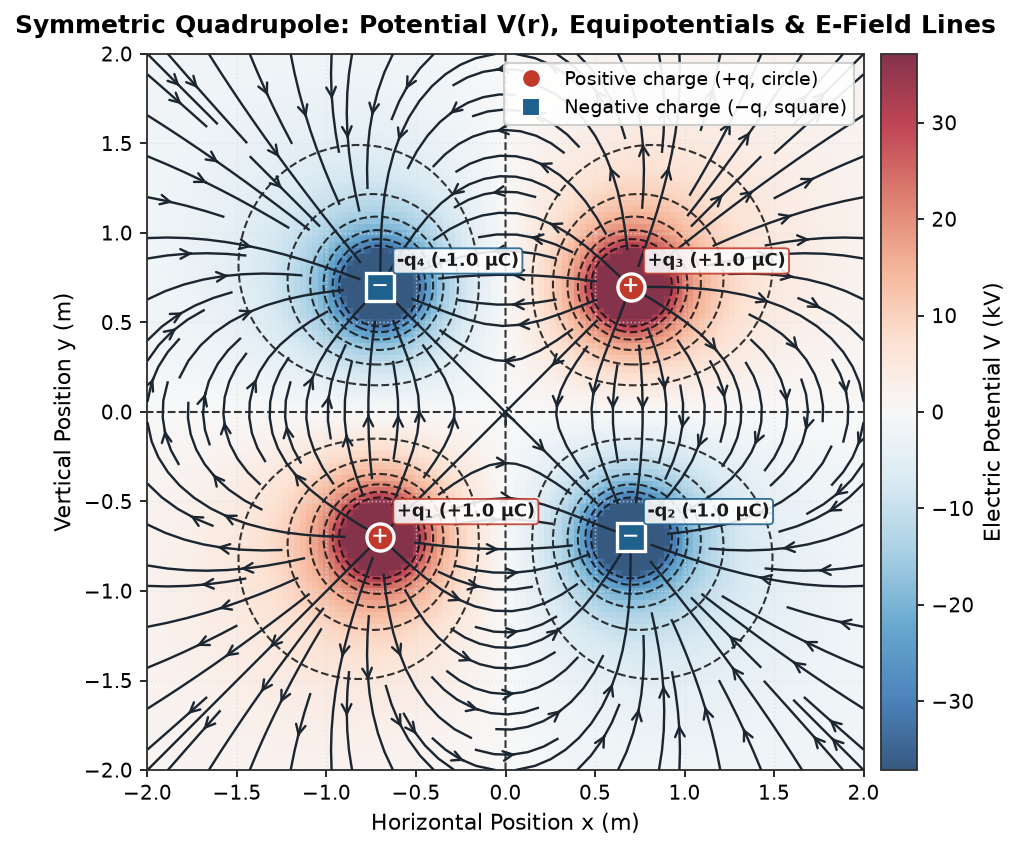 Symmetric Quadrupole: Potential V(r), Equipotentials & E-Field Lines
Positive charge (+q, circle)
Negative charge (−q, square)
-q₄ (-1.0 μC)
+q₃ (+1.0 μC)
+q₁ (+1.0 μC)
-q₂ (-1.0 μC)
−
+
+
−
Vertical Position y (m)
2.0
1.5
1.0
0.5
0.0
−0.5
−1.0
−1.5
−2.0
−2.0 −1.5 −1.0 −0.5 0.0 0.5 1.0 1.5 2.0
Horizontal Position x (m)
30
20
10
0
−10
−20
−30
Electric Potential V (kV)